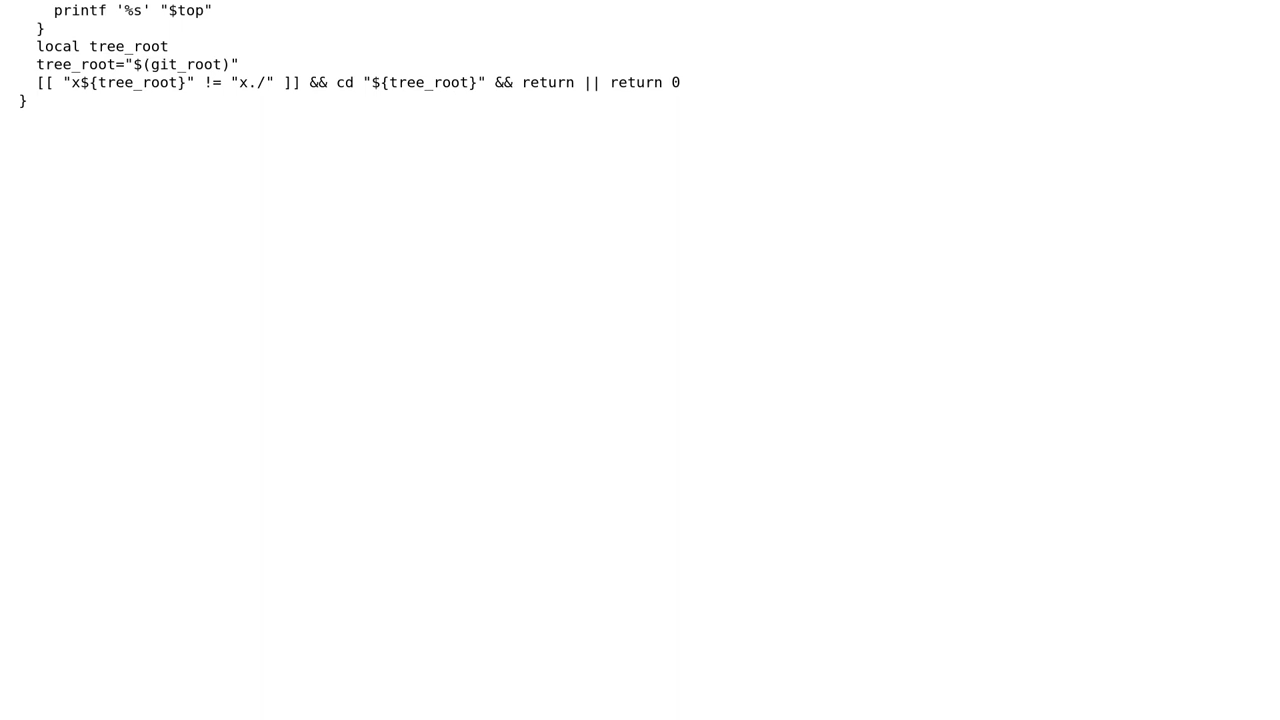 printf '%s' "$top"
  }
  local tree_root
  tree_root="$(git_root)"
  [[ "x${tree_root}" != "x./" ]] && cd "${tree_root}" && return || return 0
}